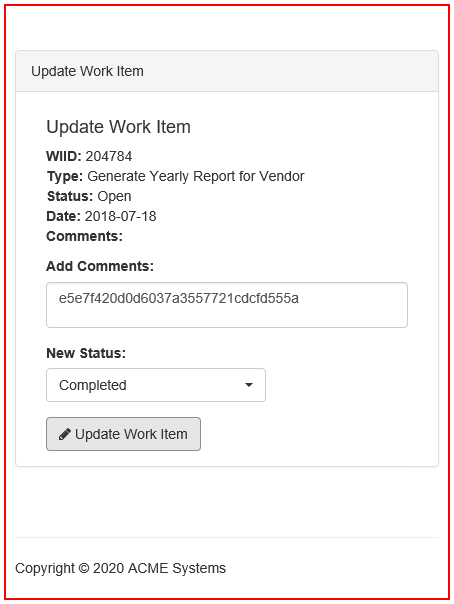 Update Work Item
Update Work Item
WIID: 204784
Type: Generate Yearly Report for Vendor
Status: Open
Date: 2018-07-18
Comments:
Add Comments:
e5e7f420d0d6037a3557721cdcfd555a
New Status:
Completed
Update Work Item
Copyright © 2020 ACME Systems